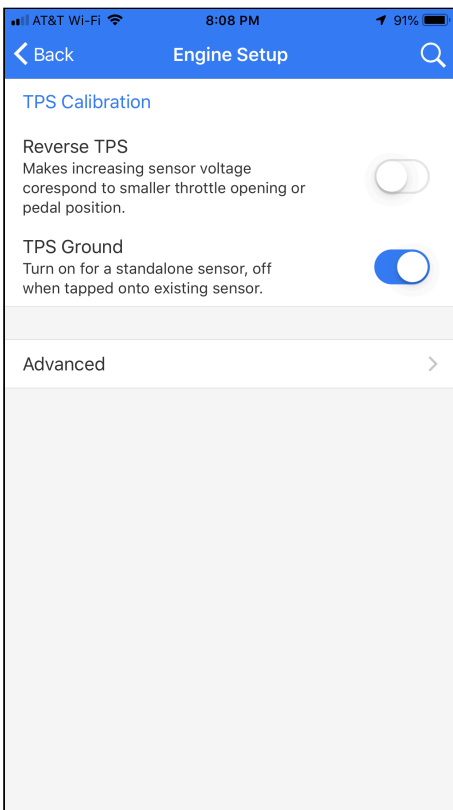 AT&T Wi-Fi 8:08 PM 91%
Back Engine Setup
TPS Calibration
Reverse TPS
Makes increasing sensor voltage
corespond to smaller throttle opening or
pedal position.
TPS Ground
Turn on for a standalone sensor, off
when tapped onto existing sensor.
Advanced